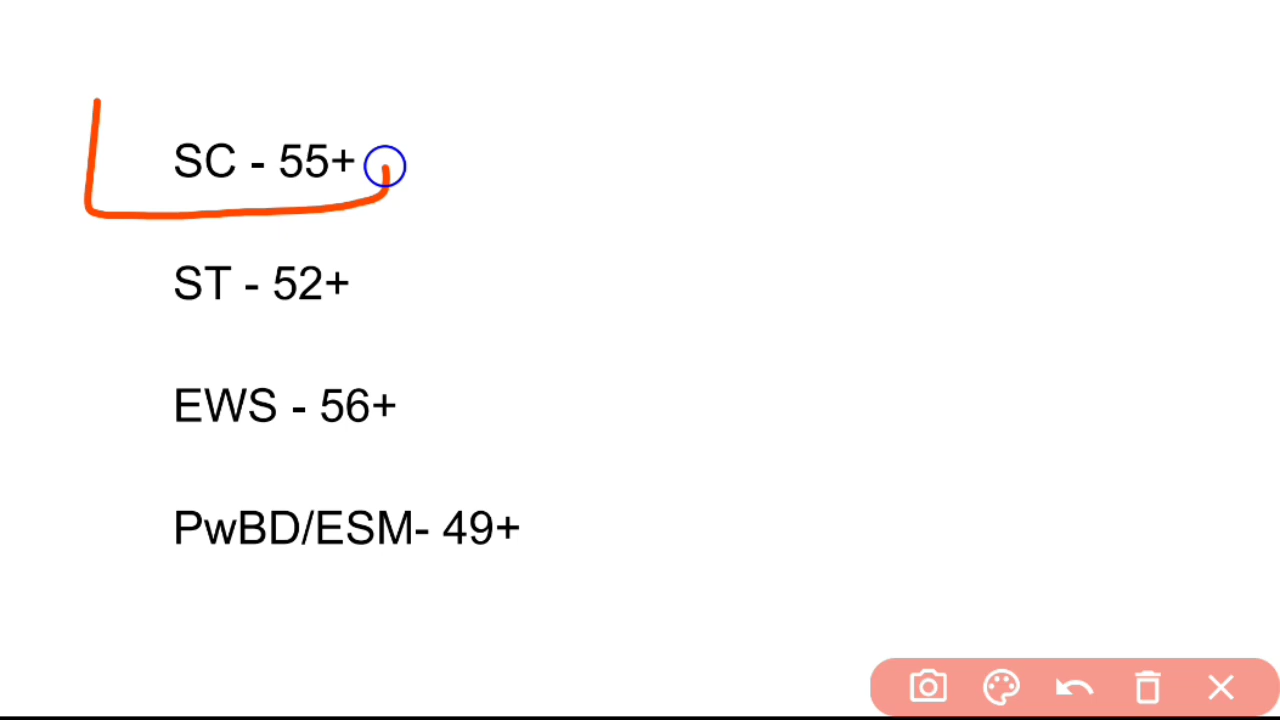 SC - 55+
ST - 52+
EWS - 56+
PwBD/ESM- 49+